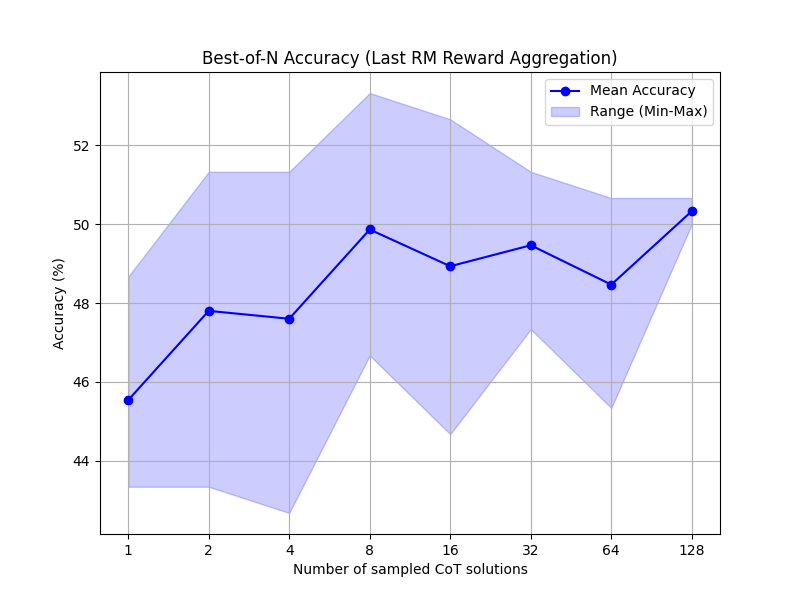 Best-of-N Accuracy (Last RM Reward Aggregation)
Mean Accuracy
Range (Min-Max)
Accuracy (%)
52
50
48
46
44
1 2 4 8 16 32 64 128
Number of sampled CoT solutions